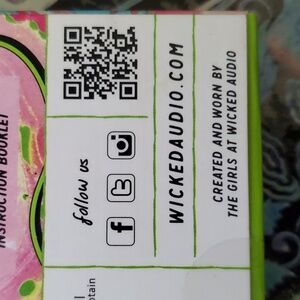 INSTRUCTION BOOKLET
follow us
WICKEDAUDIO.COM
CREATED AND WORN BY
THE GIRLS AT WICKED AUDIO